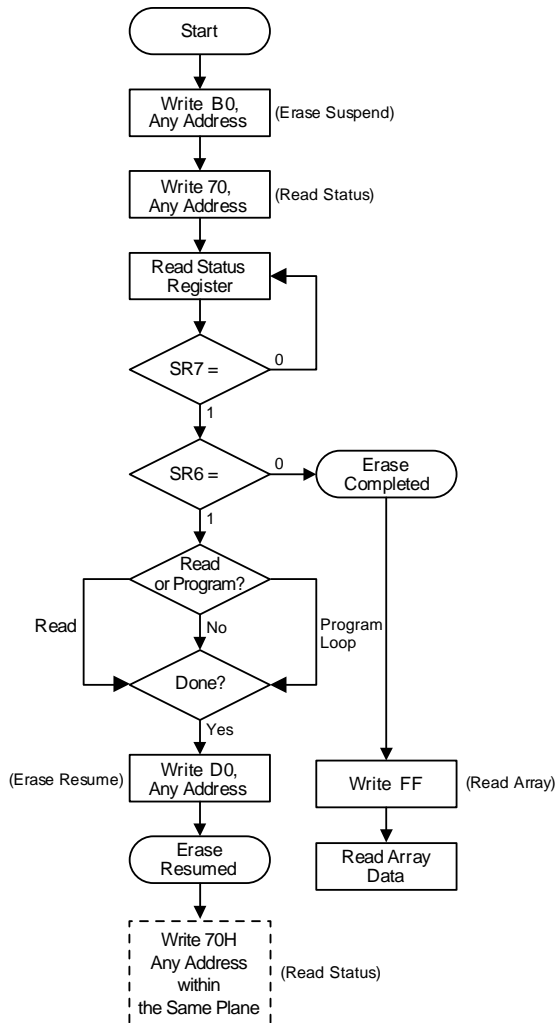 Start
Write B0,
Any Address
(Erase Suspend)
Write 70,
Any Address
(Read Status)
Read Status
Register
SR7 =
0
1
SR6 =
0
Erase
Completed
1
Read
or Program?
Read
No
Program
Loop
Done?
Yes
(Erase Resume)
Write D0,
Any Address
Write FF
(Read Array)
Erase
Resumed
Read Array
Data
Write 70H
Any Address
within
the Same Plane
(Read Status)